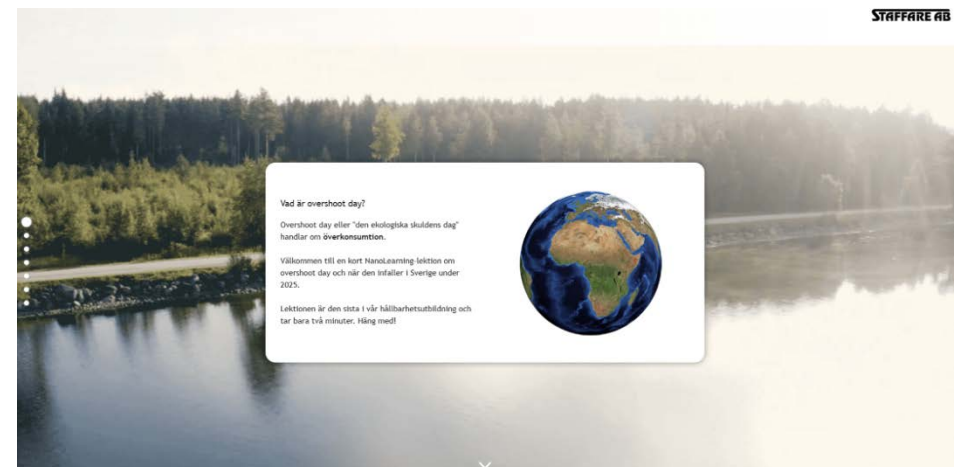 STAFFARE AB
Vad är overshoot day?
Overshoot day eller "den ekologiska skuldens dag"
handlar om överkonsumtion.
Välkommen till en kort NanoLearning-lektion om
overshoot day och när den infaller i Sverige under
2025.
Lektionen är den sista i vår hållbarhetsutbildning och
tar bara två minuter. Häng med!